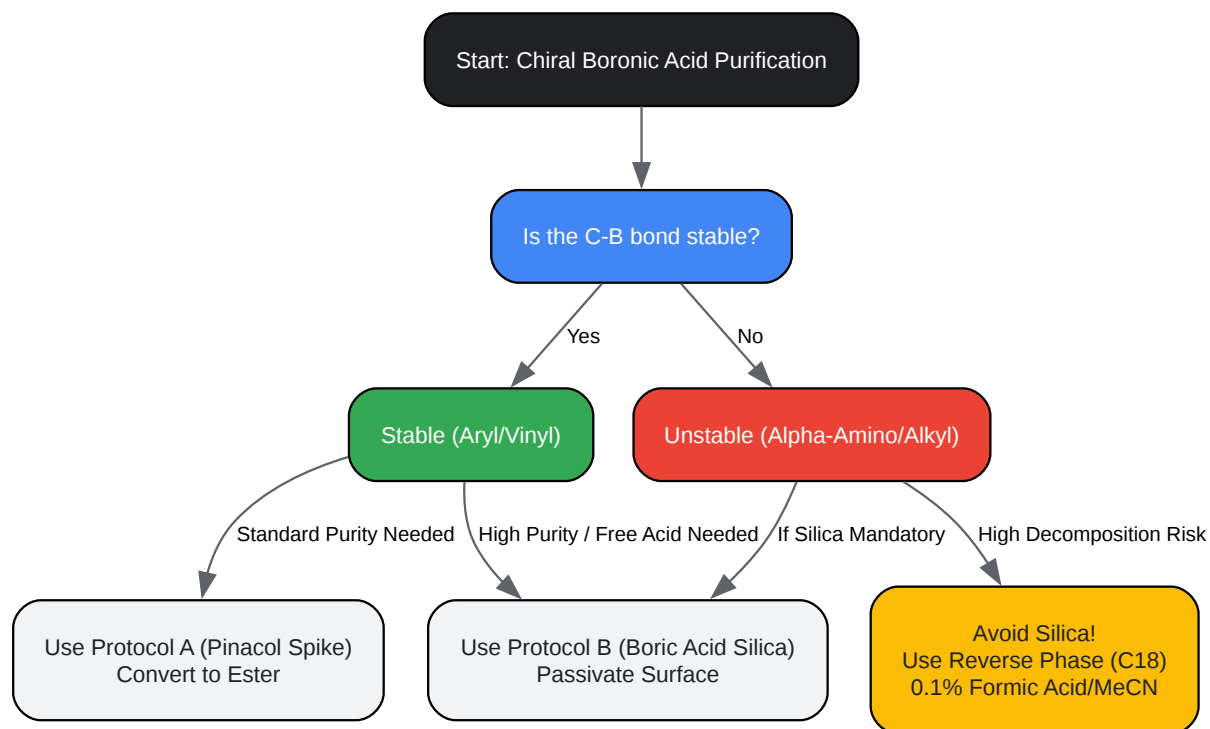 Start: Chiral Boronic Acid Purification
Is the C-B bond stable?
Yes
No
Stable (Aryl/Vinyl)
Unstable (Alpha-Amino/Alkyl)
Standard Purity Needed
High Purity / Free Acid Needed
If Silica Mandatory
High Decomposition Risk
Use Protocol A (Pinacol Spike)
Convert to Ester
Use Protocol B (Boric Acid Silica)
Passivate Surface
Avoid Silica!
Use Reverse Phase (C18)
0.1% Formic Acid/MeCN